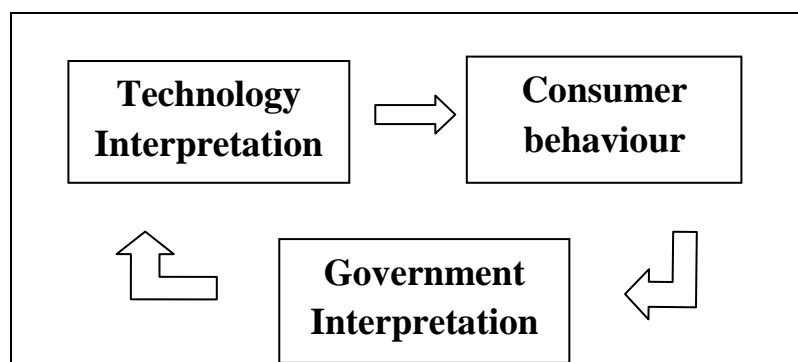 Technology
Interpretation
Consumer
behaviour
Government
Interpretation